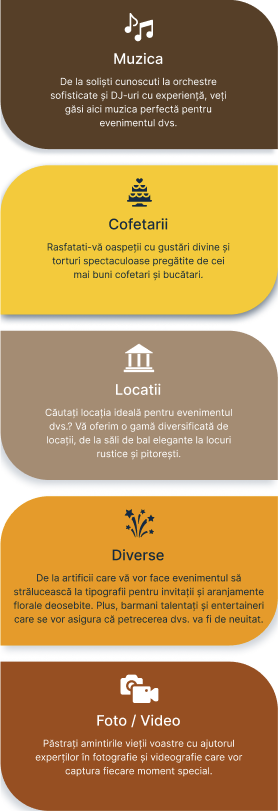 Muzica
De la soliști cunoscuti la orchestre
sofisticate și DJ-uri cu experiență, veți
găsi aici muzica perfectă pentru
evenimentul dvs.
Cofetarii
Rasfatati-vă oaspeții cu gustări divine și
torturi spectaculoase pregătite de cei
mai buni cofetari și bucătari.
Locatii
Căutați locația ideală pentru evenimentul
dvs.? Vă oferim o gamă diversificată de
locații, de la săli de bal elegante la locuri
rustice și pitorești.
Diverse
De la artificii care vă vor face evenimentul să
strălucească la tipografii pentru invitații și aranjamente
florale deosebite. Plus, barmani talentați și entertaineri
care se vor asigura că petrecerea dvs. va fi de neuitat.
Foto / Video
Păstrați amintirile vieții voastre cu ajutorul
experților în fotografie și videografie care vor
captura fiecare moment special.